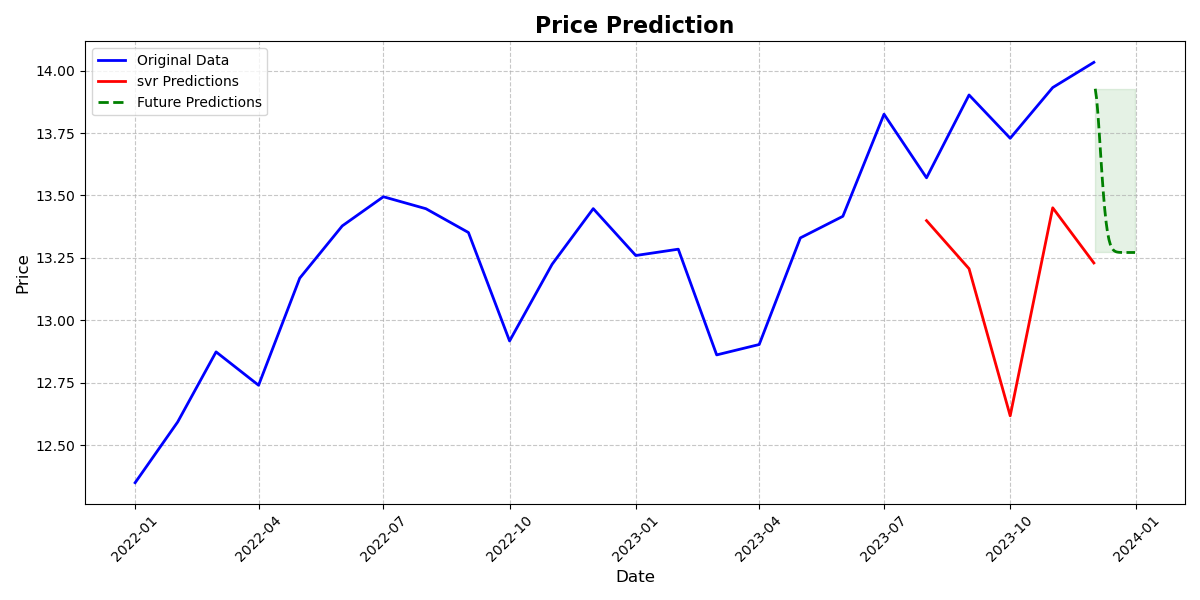 Price Prediction
Original Data
svr Predictions
Future Predictions
Price
14.00
13.75
13.50
13.25
13.00
12.75
12.50
2022-01
2022-04
2022-07
2022-10
2023-01
2023-04
2023-07
2023-10
2024-01
Date